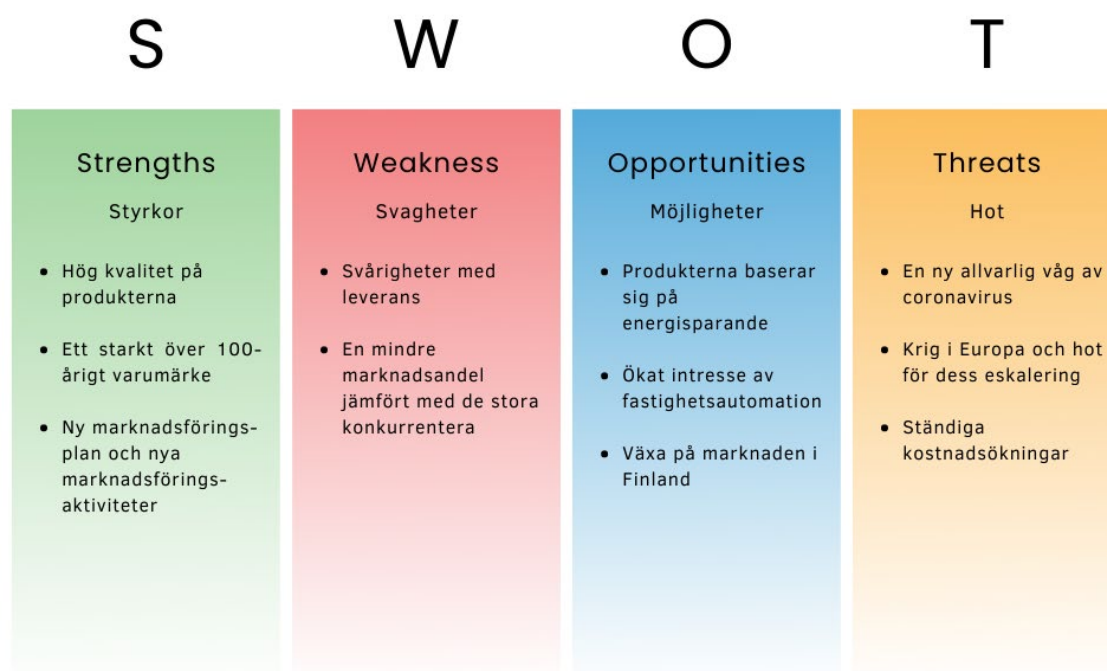 S
W
O
T
Strengths
Styrkor
• Hög kvalitet på
produkterna
• Ett starkt över 100-
årigt varumärke
• Ny marknadsförings-
plan och nya
marknadsförings-
aktiviteter
Weakness
Svagheter
• Svårigheter med
leverans
• En mindre
marknadsandel
jämfört med de stora
konkurrentera
Opportunities
Möjligheter
• Produkterna baserar
sig på
energisparande
• Ökat intresse av
fastighetsautomation
• Växa på marknaden i
Finland
Threats
Hot
• En ny allvarlig våg av
coronavirus
• Krig i Europa och hot
för dess eskalering
• Ständiga
kostnadsökningar